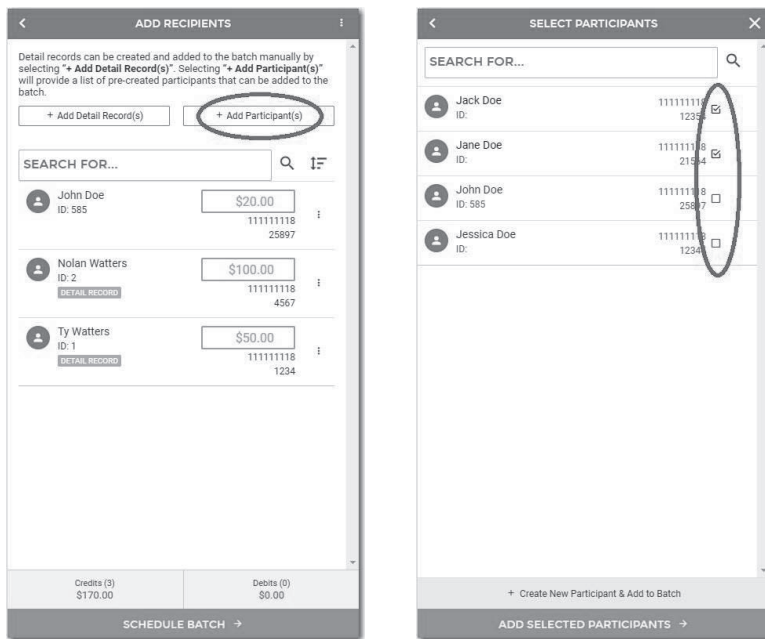 ADD RECIPIENTS
Detail records can be created and added to the batch manually by
selecting "+ Add Detail Record(s)". Selecting "+ Add Participant(s)"
will provide a list of pre-created participants that can be added to the
batch.
+ Add Detail Record(s)
+ Add Participant(s)
SEARCH FOR...
John Doe
$20.00
ID: 585
111111118
25897
Nolan Watters
$100.00
ID: 2
DETAIL RECORD
111111118
4567
Ty Watters
$50.00
ID: 1
DETAIL RECORD
111111118
1234
Credits (3)
$170.00
Debits (0)
$0.00
SCHEDULE BATCH →
SELECT PARTICIPANTS
SEARCH FOR...
Jack Doe
ID:
111111118
Jane Doe
ID:
111111118
John Doe
ID: 585
111111118
25897
Jessica Doe
ID:
111111118
+ Create New Participant & Add to Batch
ADD SELECTED PARTICIPANTS →